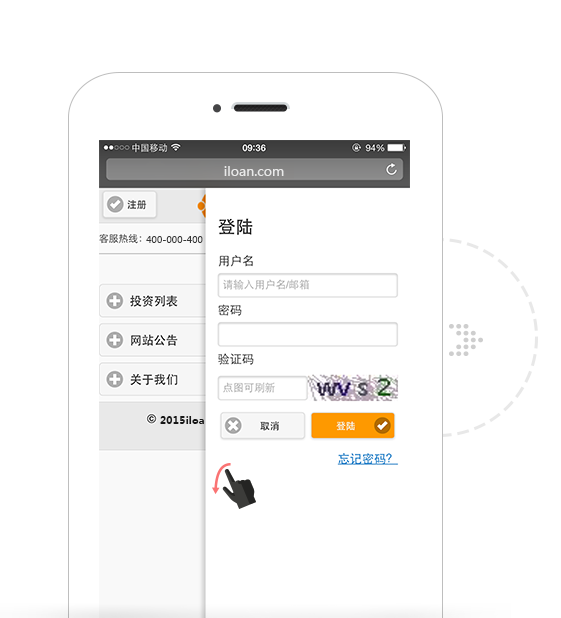 中国移动 09:36 94%
iloan.com
注册
客服热线：400-000-400
投资列表
网站公告
关于我们
© 2015iloa
登陆
用户名
请输入用户名/邮箱
密码
验证码
点图可刷新 wvs2
取消 登陆
忘记密码?